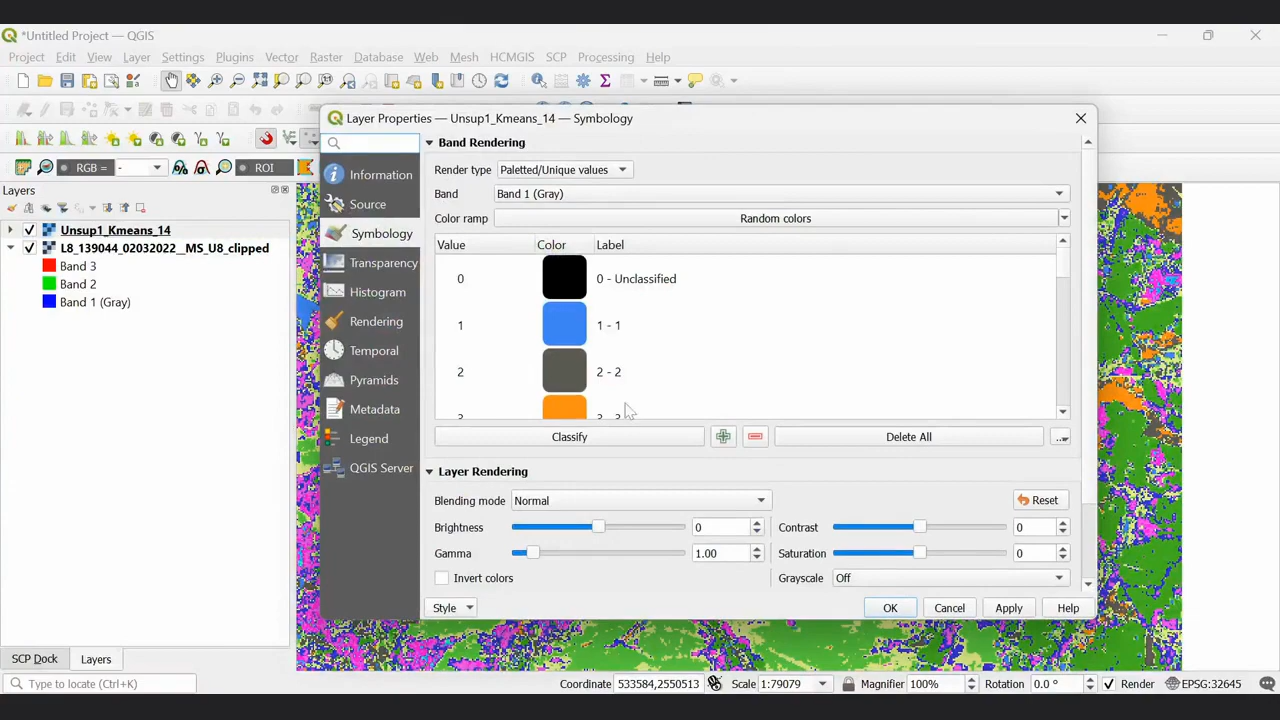 *Untitled Project — QGIS
Project Edit View Layer Settings Plugins Vector Raster Database Web Mesh HCMGIS SCP Processing Help
RGB = - ROI
Layer Properties — Unsup1_Kmeans_14 — Symbology
Layers
Unsup1_Kmeans_14
L8_139044_02032022__MS_U8_clipped
Band 3
Band 2
Band 1 (Gray)
Information
Source
Symbology
Transparency
Histogram
Rendering
Temporal
Pyramids
Metadata
Legend
QGIS Server
Band Rendering
Render type Paletted/Unique values
Band Band 1 (Gray)
Color ramp Random colors
Value Color Label
0 0 - Unclassified
1 1 - 1
2 2 - 2
3 3 - 3
Classify Delete All ...
Layer Rendering
Blending mode Normal Reset
Brightness 0 Contrast 0
Gamma 1.00 Saturation 0
Invert colors Grayscale Off
Style OK Cancel Apply Help
SCP Dock Layers
Type to locate (Ctrl+K) Coordinate 533584,2550513 Scale 1:79079 Magnifier 100% Rotation 0.0 ° Render EPSG:32645